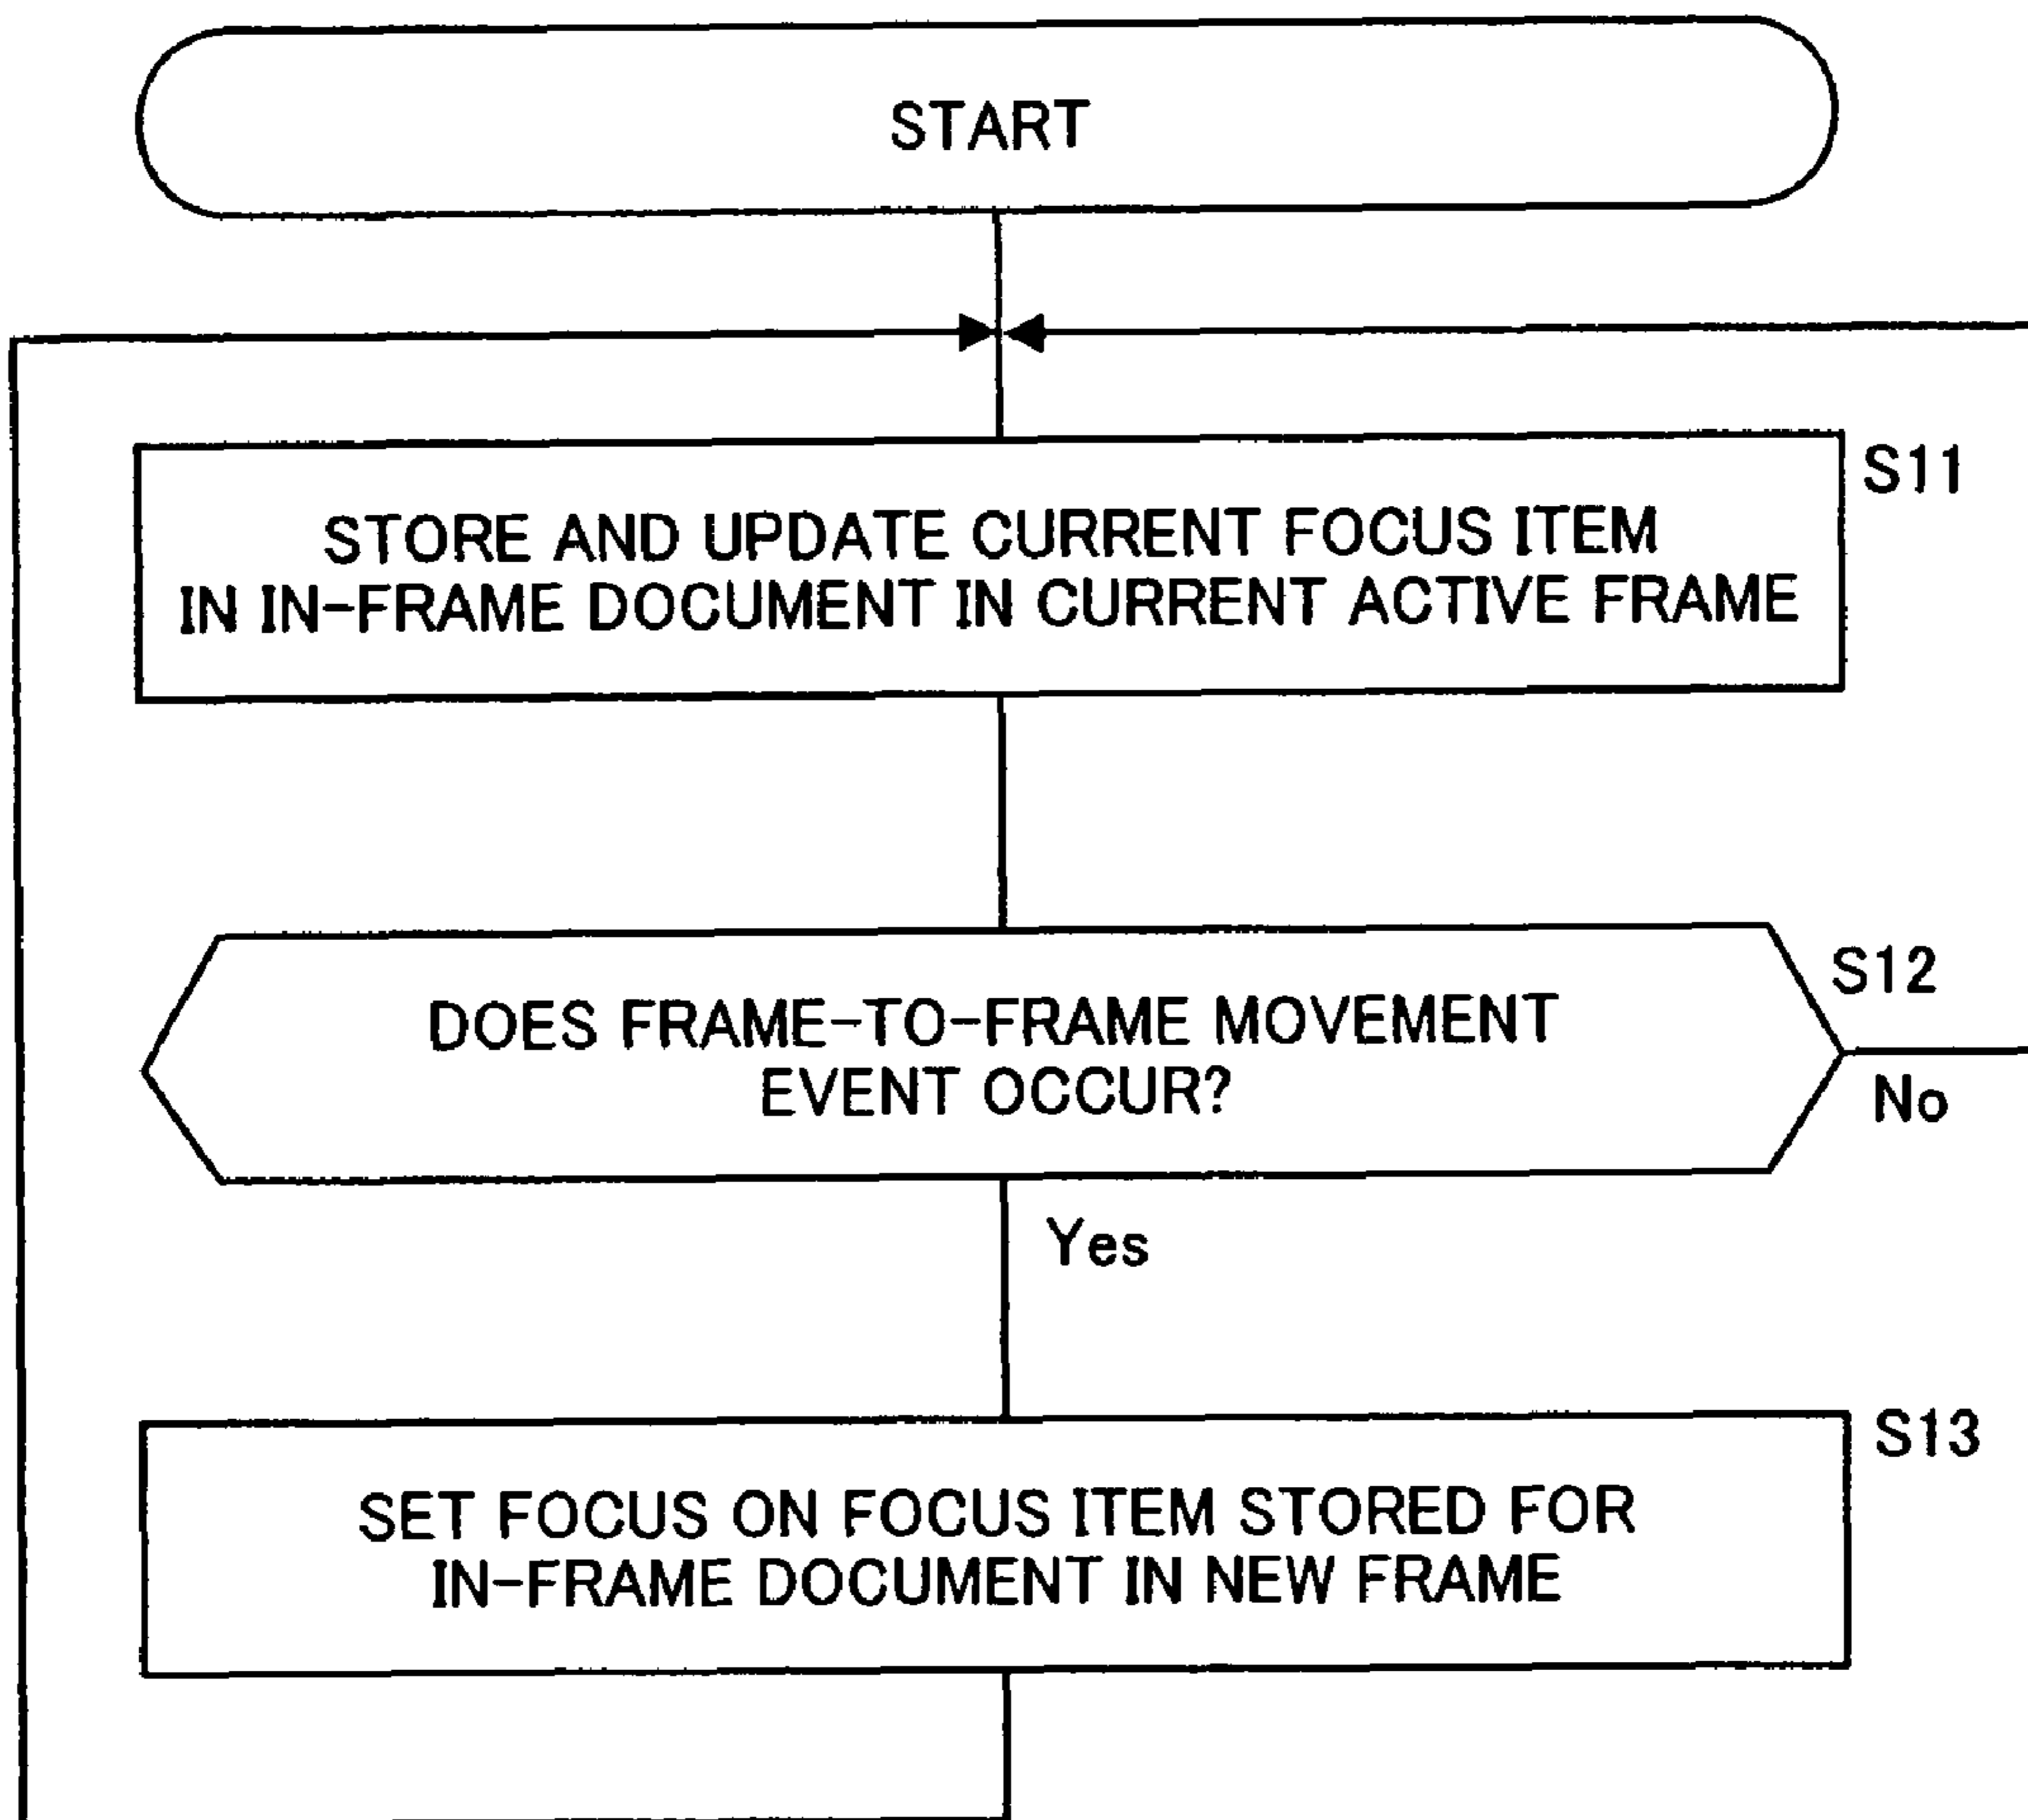 START
S11
STORE AND UPDATE CURRENT FOCUS ITEM
IN IN-FRAME DOCUMENT IN CURRENT ACTIVE FRAME
S12
DOES FRAME-TO-FRAME MOVEMENT
EVENT OCCUR?
No
Yes
S13
SET FOCUS ON FOCUS ITEM STORED FOR
IN-FRAME DOCUMENT IN NEW FRAME